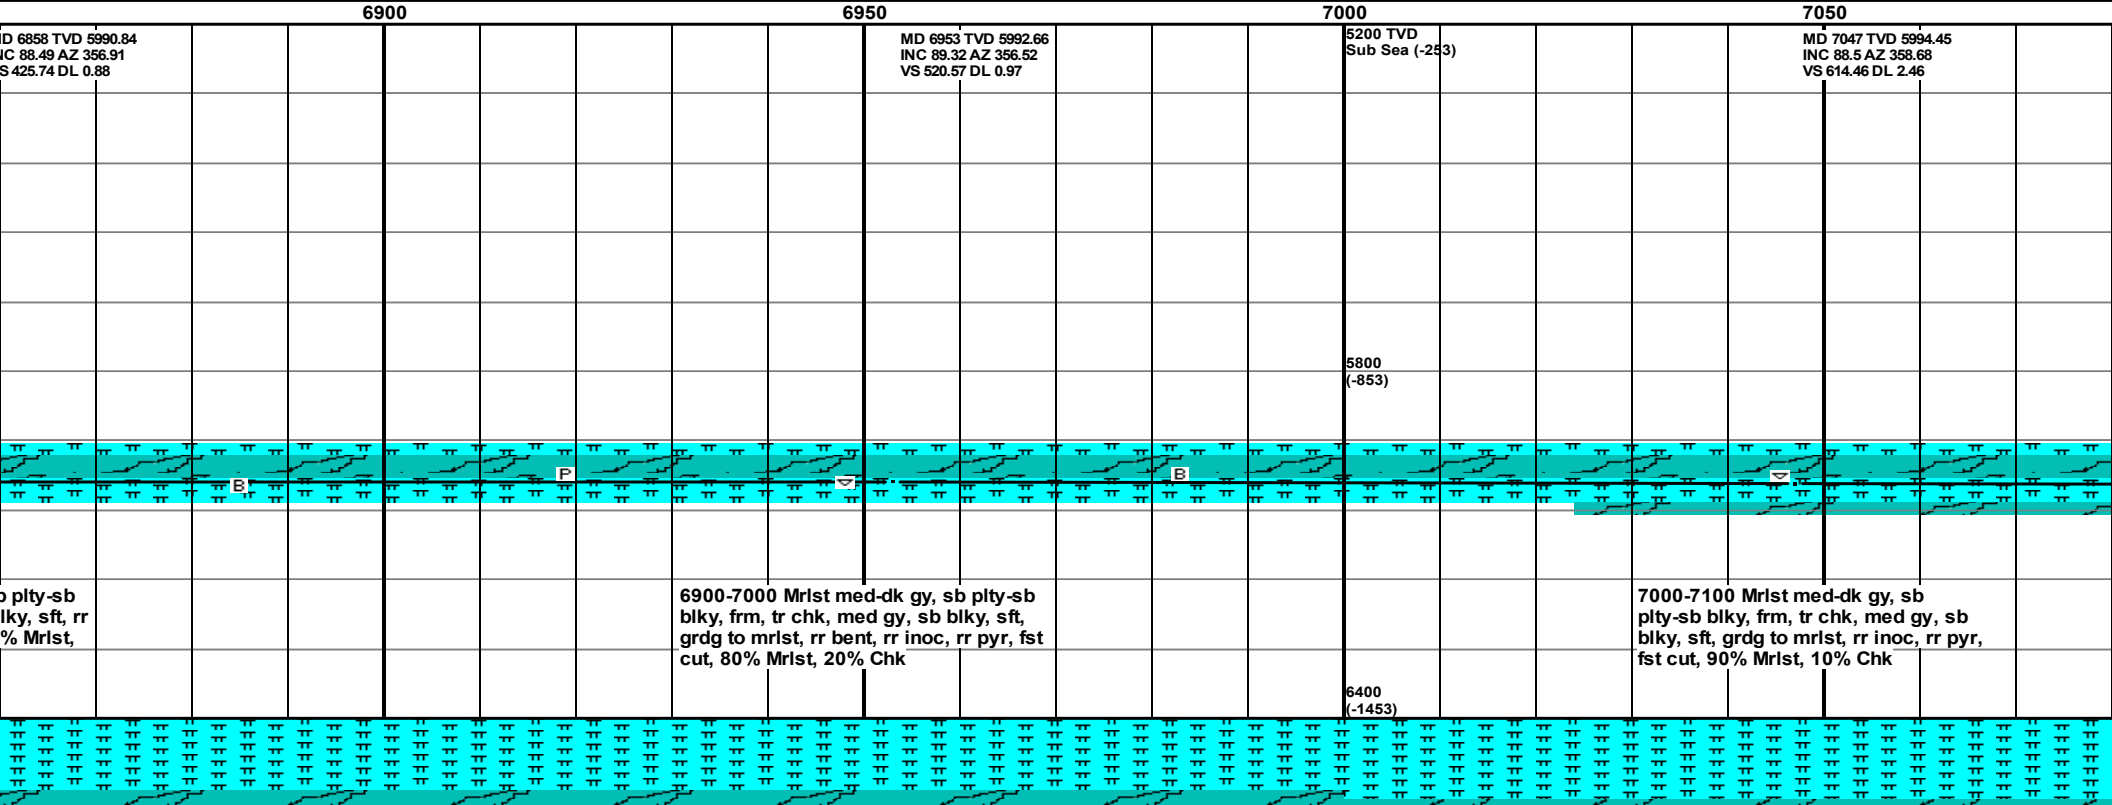 6900 6950 7000 7050
D 6858 TVD 5990.84
NC 88.49 AZ 356.91
S 425.74 DL 0.88
MD 6953 TVD 5992.66
INC 89.32 AZ 356.52
VS 520.57 DL 0.97
5200 TVD
Sub Sea (-253)
MD 7047 TVD 5994.45
INC 88.5 AZ 358.68
VS 614.46 DL 2.46
5800
(-853)
B
P
B
plty-sb
lky, sft, rr
% Mrlst,
6900-7000 Mrlst med-dk gy, sb plty-sb
blky, frm, tr chk, med gy, sb blky, sft,
grdg to mrlst, rr bent, rr inoc, rr pyr, fst
cut, 80% Mrlst, 20% Chk
7000-7100 Mrlst med-dk gy, sb
plty-sb blky, frm, tr chk, med gy, sb
blky, sft, grdg to mrlst, rr inoc, rr pyr,
fst cut, 90% Mrlst, 10% Chk
6400
(-1453)